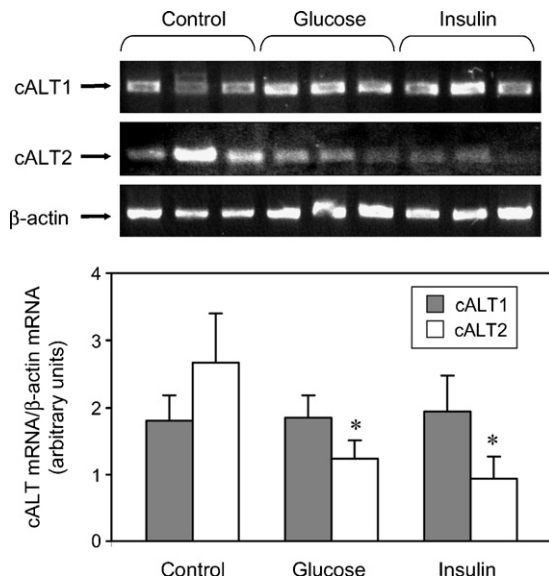 Control Glucose Insulin
cALT1
cALT2
β-actin
cALT mRNA/β-actin mRNA
(arbitrary units)
4
3
2
1
0
cALT1
cALT2
*
*
Control Glucose Insulin